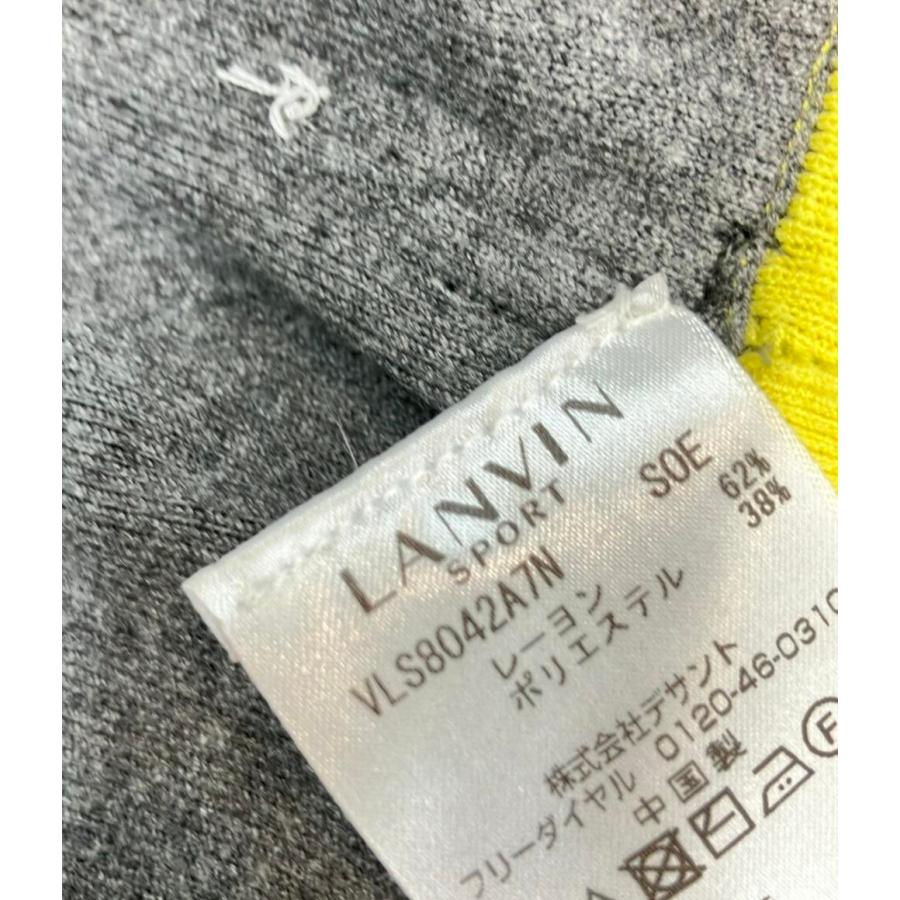 LANVIN
SPORT
VLS8042A7N SOE
レーヨン 62%
ポリエステル 38%
株式会社デサント
フリーダイヤル 0120-46-0310
中国製
F